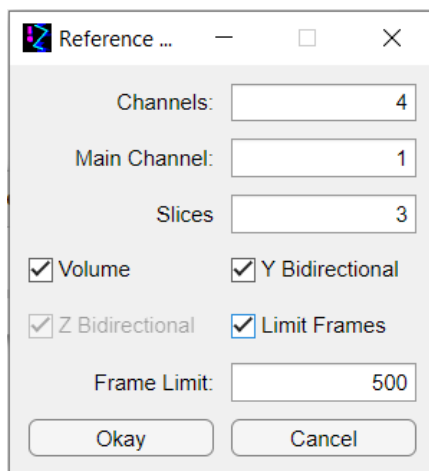 Reference ...
Channels: 4
Main Channel: 1
Slices 3
Volume Y Bidirectional
Z Bidirectional Limit Frames
Frame Limit: 500
Okay Cancel